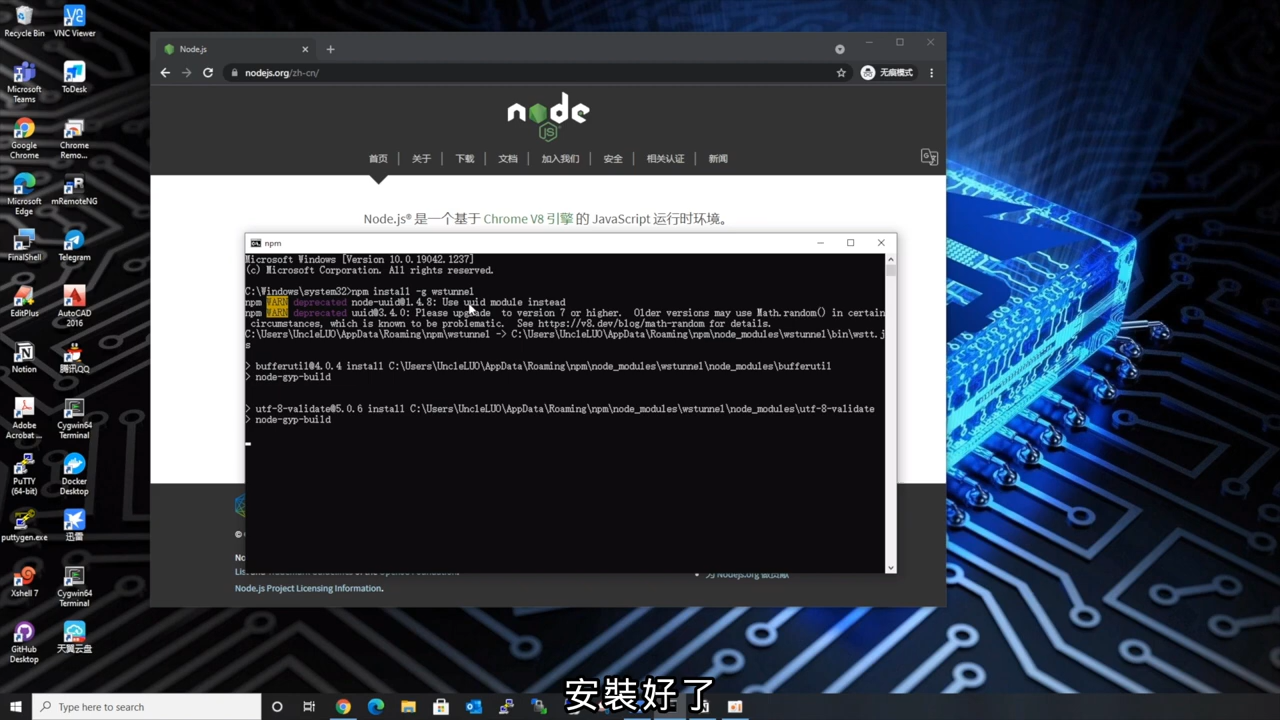 Recycle Bin
VNC Viewer
Microsoft Teams
ToDesk
Google Chrome
Chrome Remo...
Microsoft Edge
mRemoteNG
FinalShell
Telegram
EditPlus
AutoCAD 2016
Notion
腾讯QQ
Adobe Acrobat ...
Cygwin64 Terminal
PuTTY (64-bit)
Docker Desktop
puttygen.exe
迅雷
Xshell 7
Cygwin64 Terminal
GitHub Desktop
天翼云盘
Node.js
nodejs.org/zh-cn/
无痕模式
node
JS
首页 | 关于 | 下载 | 文档 | 加入我们 | 安全 | 相关认证 | 新闻
Node.js® 是一个基于 Chrome V8 引擎 的 JavaScript 运行时环境。
npm
Microsoft Windows [Version 10.0.19042.1237]
(c) Microsoft Corporation. All rights reserved.
C:\Windows\system32>npm install -g wstunnel
npm WARN deprecated node-uuid@1.4.8: Use uuid module instead
npm WARN deprecated uuid@3.4.0: Please upgrade  to version 7 or higher.  Older versions may use Math.random() in certain
 circumstances, which is known to be problematic.  See https://v8.dev/blog/math-random for details.
C:\Users\UncleLUO\AppData\Roaming\npm\wstunnel -> C:\Users\UncleLUO\AppData\Roaming\npm\node_modules\wstunnel\bin\wstt.j
s
> bufferutil@4.0.4 install C:\Users\UncleLUO\AppData\Roaming\npm\node_modules\wstunnel\node_modules\bufferutil
> node-gyp-build
> utf-8-validate@5.0.6 install C:\Users\UncleLUO\AppData\Roaming\npm\node_modules\wstunnel\node_modules\utf-8-validate
> node-gyp-build
Node.js Project Licensing Information.
Type here to search
安裝好了